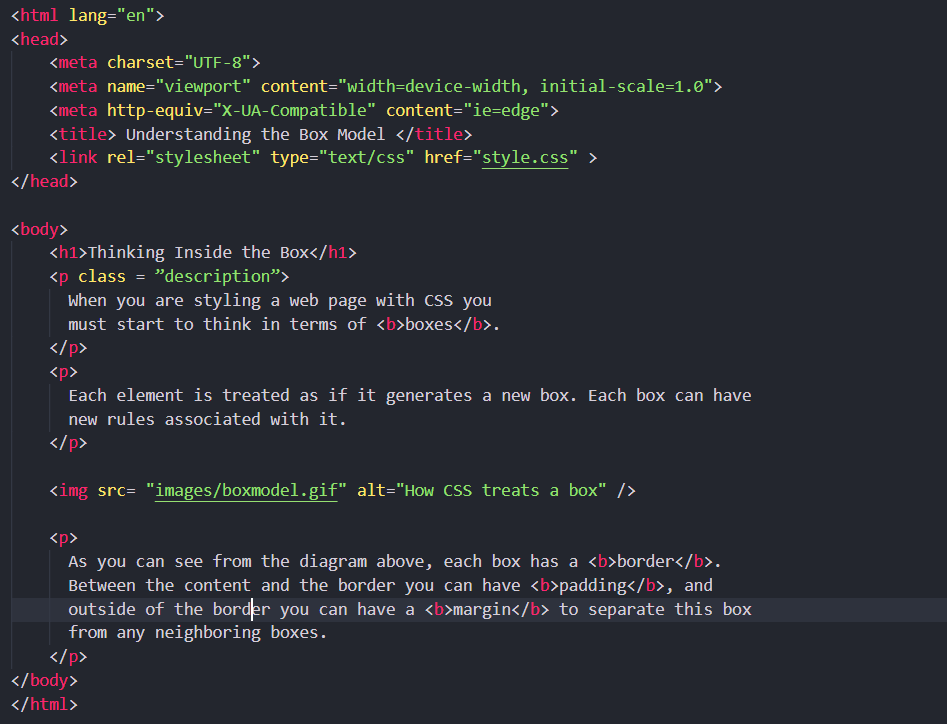 <html lang="en">
<head>
<meta charset="UTF-8">
<meta name="viewport" content="width=device-width, initial-scale=1.0">
<meta http-equiv="X-UA-Compatible" content="ie=edge">
<title> Understanding the Box Model </title>
<link rel="stylesheet" type="text/css" href="style.css" >
</head>
<body>
<h1>Thinking Inside the Box</h1>
<p class = ”description”>
When you are styling a web page with CSS you
must start to think in terms of <b>boxes</b>.
</p>
<p>
Each element is treated as if it generates a new box. Each box can have
new rules associated with it.
</p>
<img src= "images/boxmodel.gif" alt="How CSS treats a box" />
<p>
As you can see from the diagram above, each box has a <b>border</b>.
Between the content and the border you can have <b>padding</b>, and
outside of the border you can have a <b>margin</b> to separate this box
from any neighboring boxes.
</p>
</body>
</html>